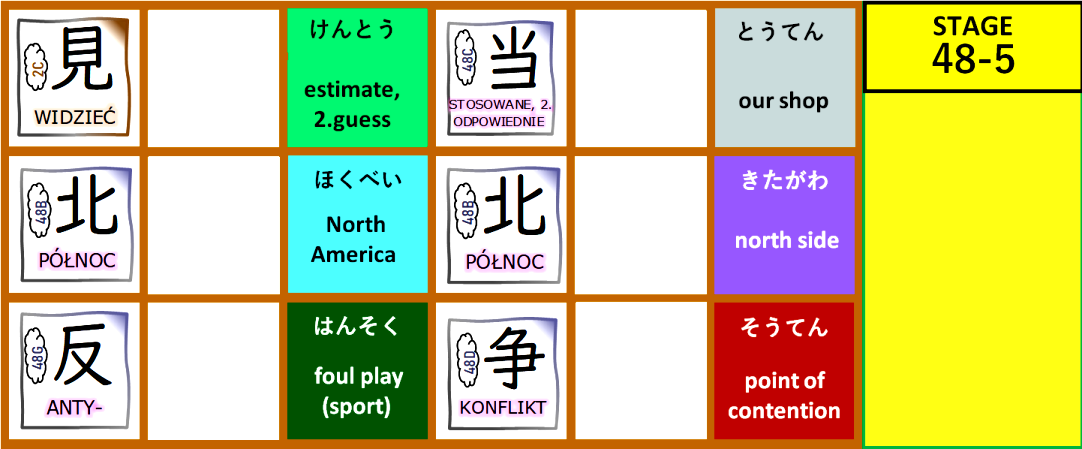 見
2C
WIDZIEĆ
けんとう
estimate,
2.guess
当
48C
STOSOWANE, 2.
ODPOWIEDNIE
とうてん
our shop
STAGE
48-5
北
48B
PÓŁNOC
ほくべい
North
America
北
48B
PÓŁNOC
きたがわ
north side
反
48G
ANTY-
はんそく
foul play
(sport)
争
48D
KONFLIKT
そうてん
point of
contention